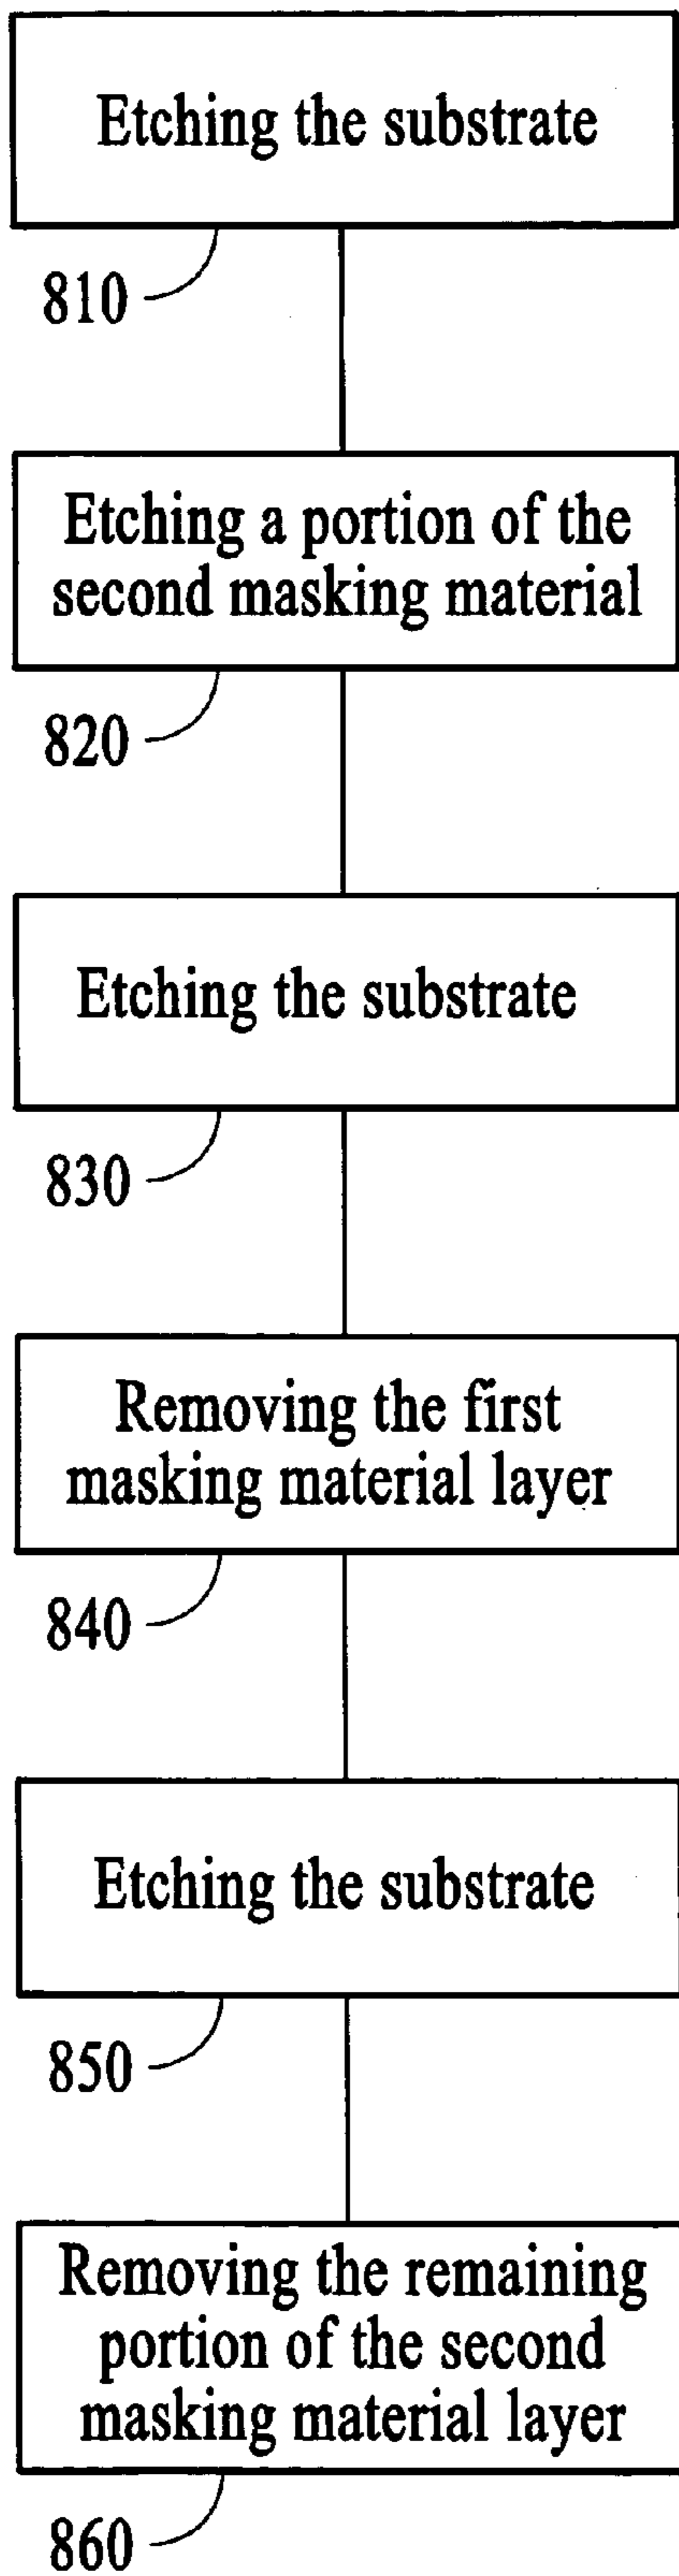 Etching the substrate
810
Etching a portion of the
second masking material
820
Etching the substrate
830
Removing the first
masking material layer
840
Etching the substrate
850
Removing the remaining
portion of the second
masking material layer
860